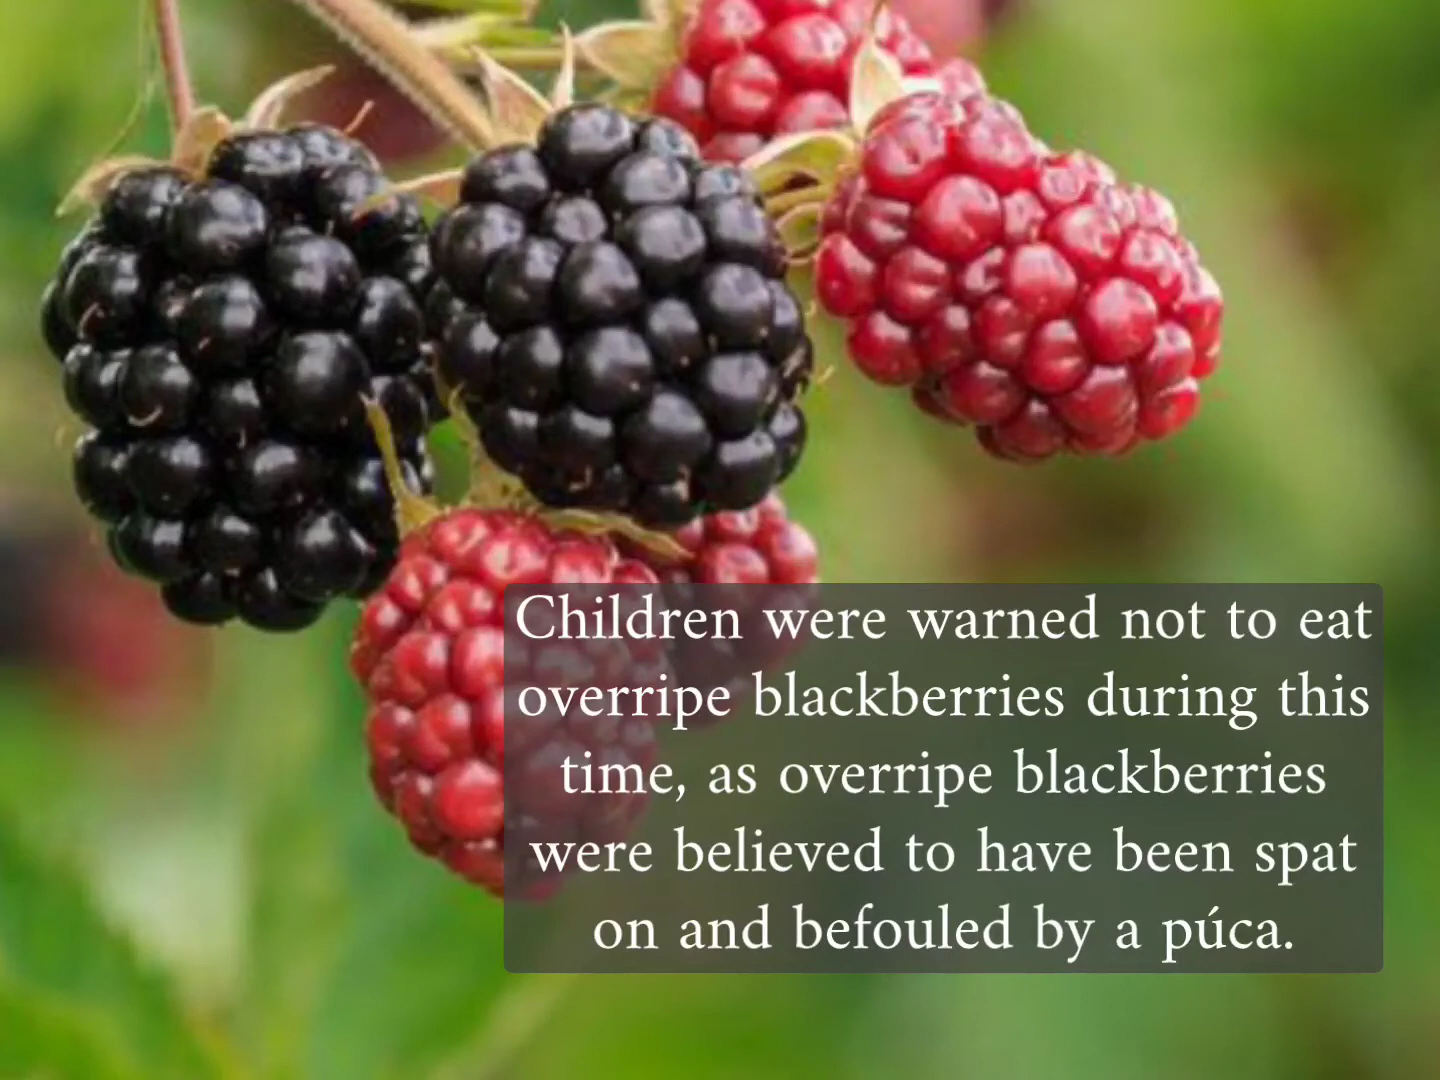 Children were warned not to eat
overripe blackberries during this
time, as overripe blackberries
were believed to have been spat
on and befouled by a púca.